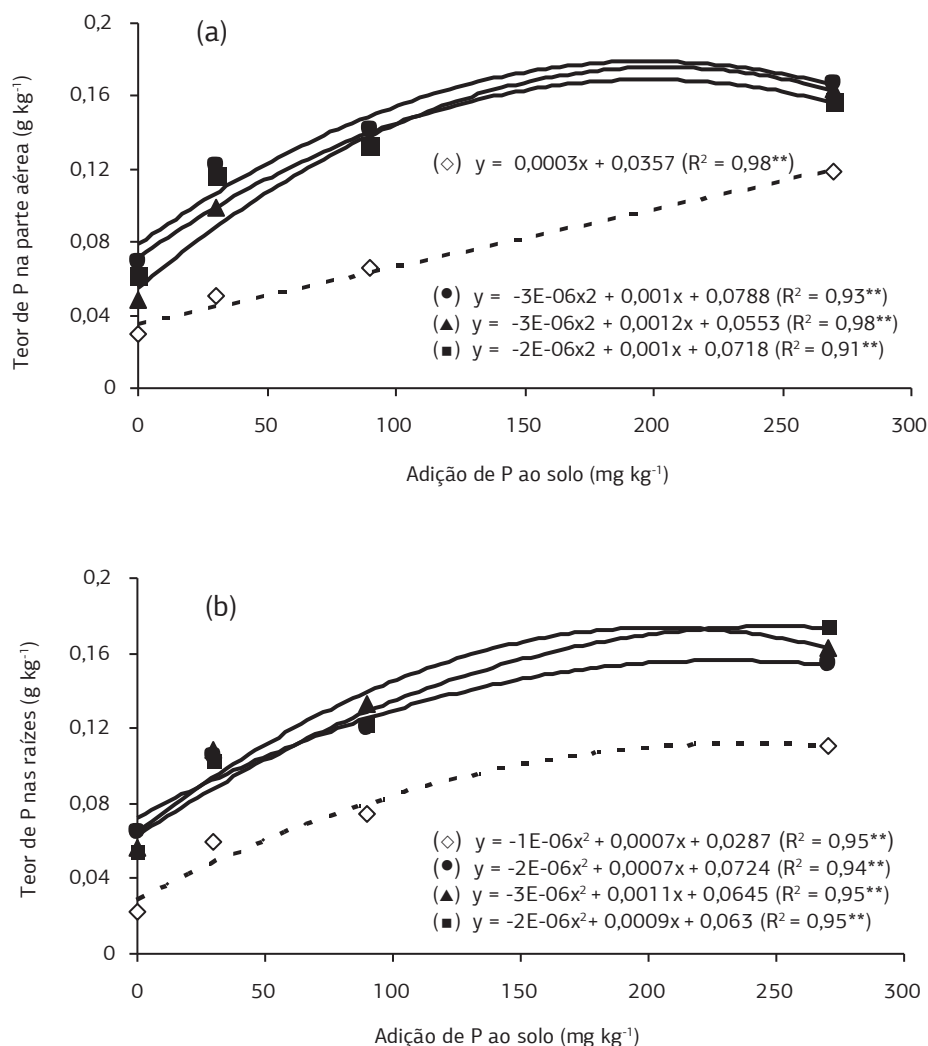 (a)
Teor de P na parte aérea (g kg⁻¹)
0,2
0,16
0,12
0,08
0,04
0
(◇) y = 0,0003x + 0,0357 (R² = 0,98**)
(●) y = -3E-06x2 + 0,001x + 0,0788 (R² = 0,93**)
(▲) y = -3E-06x2 + 0,0012x + 0,0553 (R² = 0,98**)
(■) y = -2E-06x2 + 0,001x + 0,0718 (R² = 0,91**)
0 50 100 150 200 250 300
Adição de P ao solo (mg kg⁻¹)
(b)
Teor de P nas raízes (g kg⁻¹)
0,2
0,16
0,12
0,08
0,04
0
(◇) y = -1E-06x² + 0,0007x + 0,0287 (R² = 0,95**)
(●) y = -2E-06x² + 0,0007x + 0,0724 (R² = 0,94**)
(▲) y = -3E-06x² + 0,0011x + 0,0645 (R² = 0,95**)
(■) y = -2E-06x²+ 0,0009x + 0,063 (R² = 0,95**)
0 50 100 150 200 250 300
Adição de P ao solo (mg kg⁻¹)